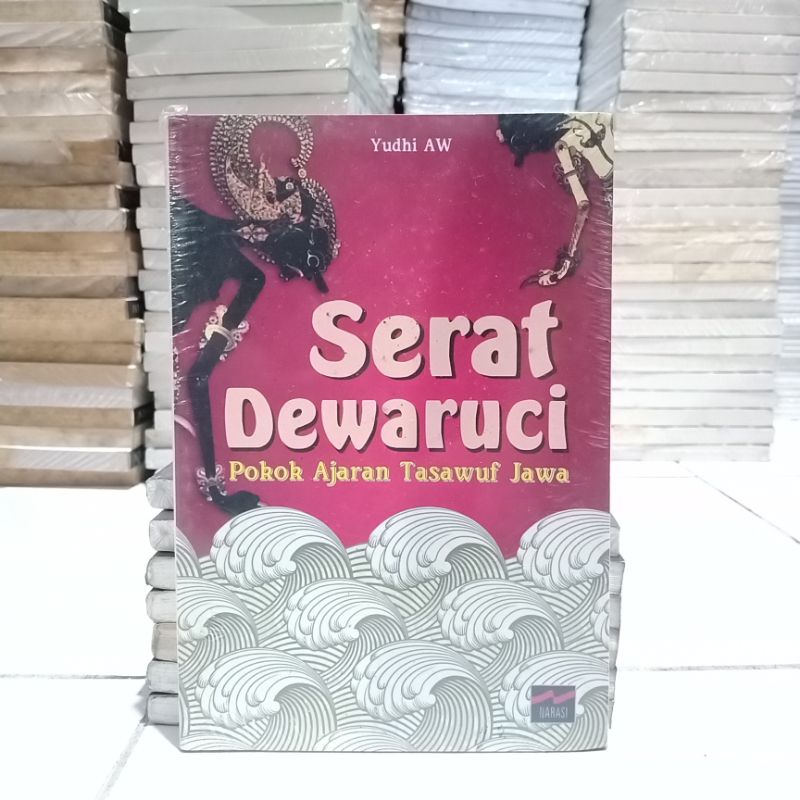 Yudhi AW
Serat
Dewaruci
Pokok Ajaran Tasawuf Jawa
NARASI